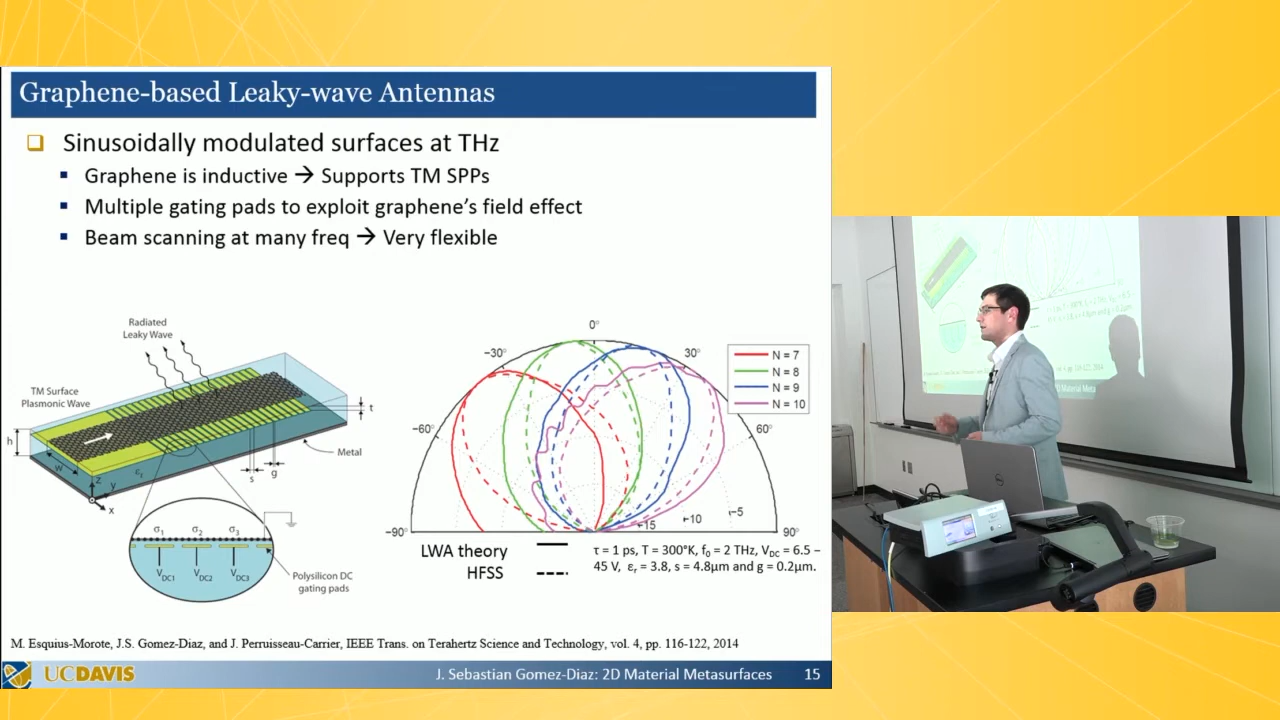 Graphene-based Leaky-wave Antennas
Sinusoidally modulated surfaces at THz
Graphene is inductive → Supports TM SPPs
Multiple gating pads to exploit graphene's field effect
Beam scanning at many freq → Very flexible
Radiated
Leaky Wave
TM Surface
Plasmonic Wave
h
w
εr
z
y
x
s
g
t
Metal
σ1 σ2 σ3
VDC1 VDC2 VDC3
Polysilicon DC
gating pads
0°
−30° 30°
−60° 60°
−90° 90°
−15 −10 −5
N = 7
N = 8
N = 9
N = 10
LWA theory
HFSS
τ = 1 ps, T = 300°K, f0 = 2 THz, VDC = 6.5 –
45 V, εr = 3.8, s = 4.8μm and g = 0.2μm.
M. Esquius-Morote, J.S. Gomez-Diaz, and J. Perruisseau-Carrier, IEEE Trans. on Terahertz Science and Technology, vol. 4, pp. 116-122, 2014
UCDAVIS
J. Sebastian Gomez-Diaz: 2D Material Metasurfaces 15